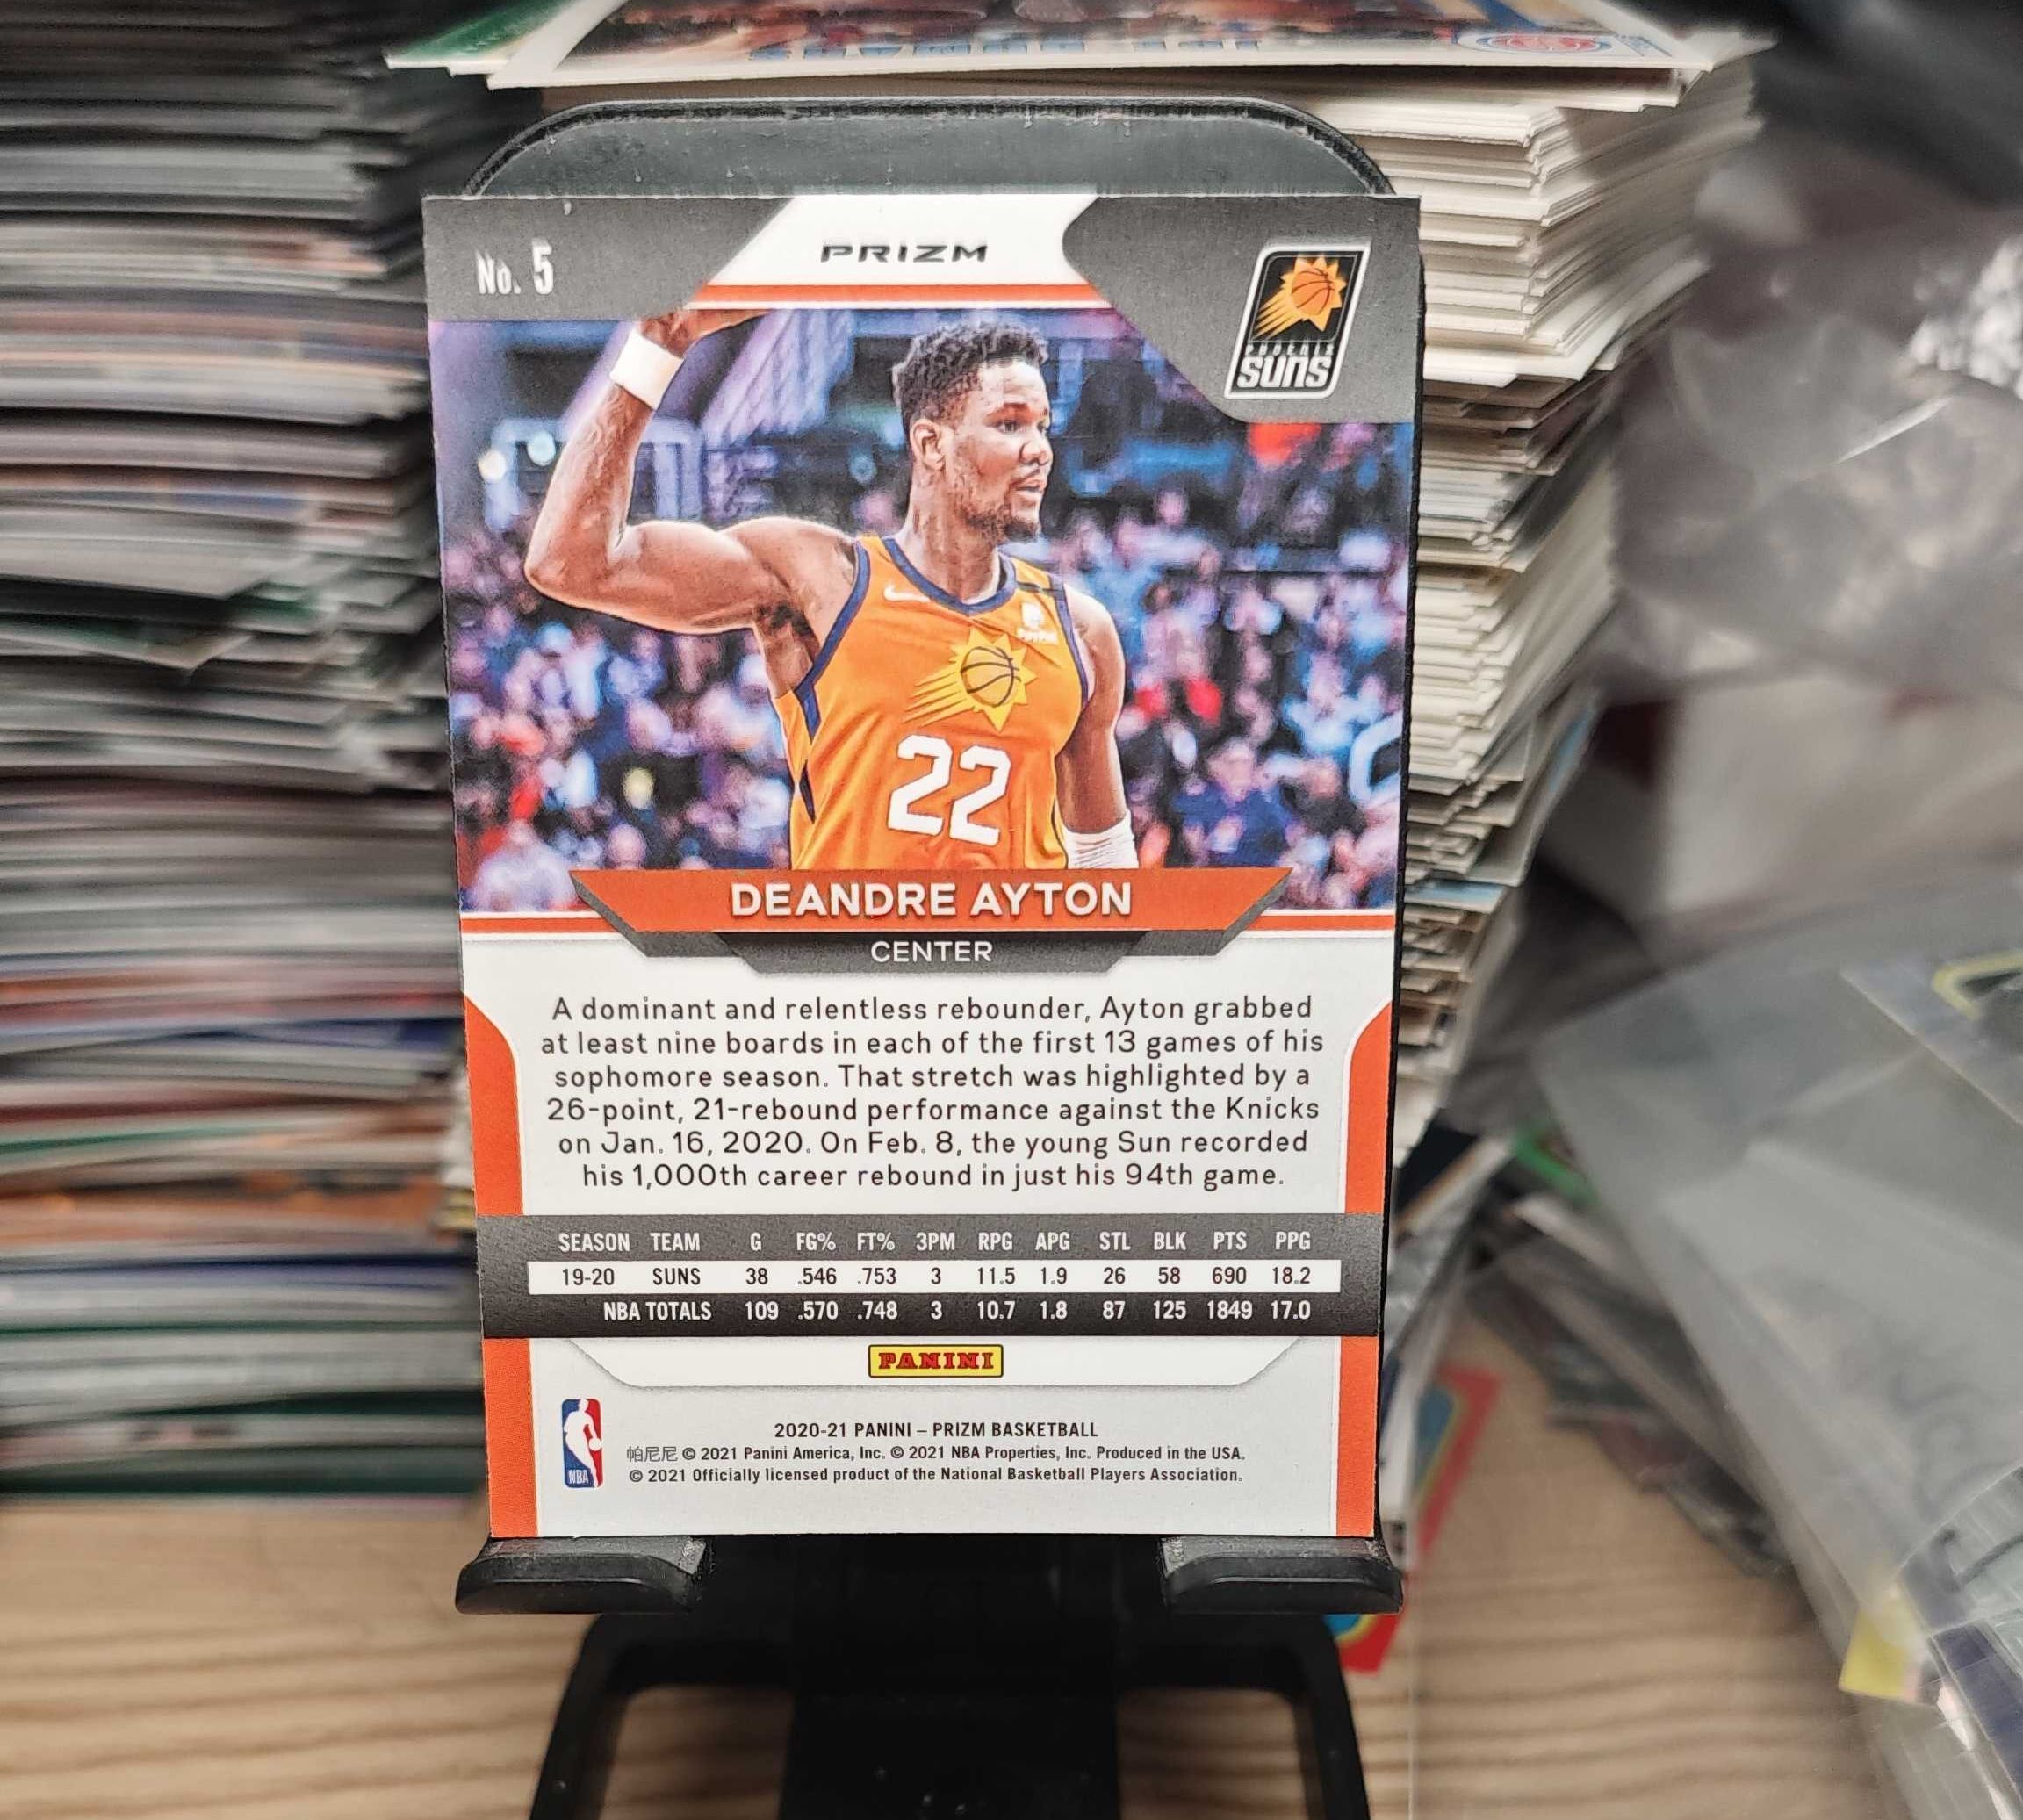 No. 5
PRIZM
PHOENIX
SUNS
PayPal
22
DEANDRE AYTON
CENTER
A dominant and relentless rebounder, Ayton grabbed
at least nine boards in each of the first 13 games of his
sophomore season. That stretch was highlighted by a
26-point, 21-rebound performance against the Knicks
on Jan. 16, 2020. On Feb. 8, the young Sun recorded
his 1,000th career rebound in just his 94th game.
SEASON TEAM G FG% FT% 3PM RPG APG STL BLK PTS PPG
19-20 SUNS 38 .546 .753 3 11.5 1.9 26 58 690 18.2
NBA TOTALS 109 .570 .748 3 10.7 1.8 87 125 1849 17.0
PANINI
NBA
2020-21 PANINI – PRIZM BASKETBALL
帕尼尼 © 2021 Panini America, Inc. © 2021 NBA Properties, Inc. Produced in the USA.
© 2021 Officially licensed product of the National Basketball Players Association.